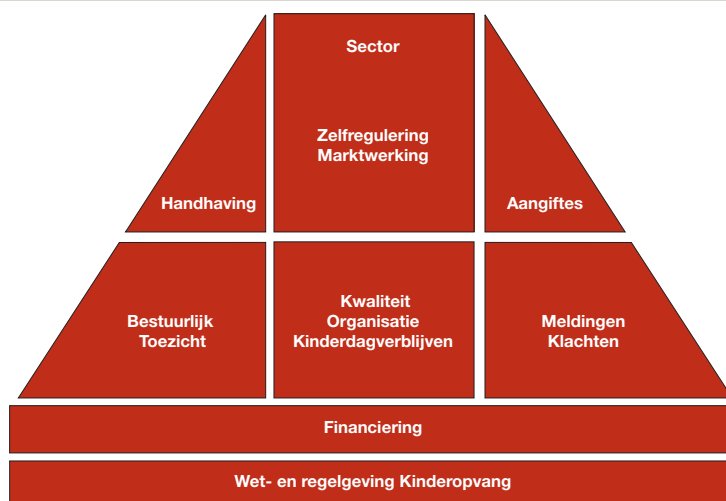 Sector
Zelfregulering
Marktwerking
Handhaving
Aangiftes
Bestuurlijk
Toezicht
Kwaliteit
Organisatie
Kinderdagverblijven
Meldingen
Klachten
Financiering
Wet- en regelgeving Kinderopvang